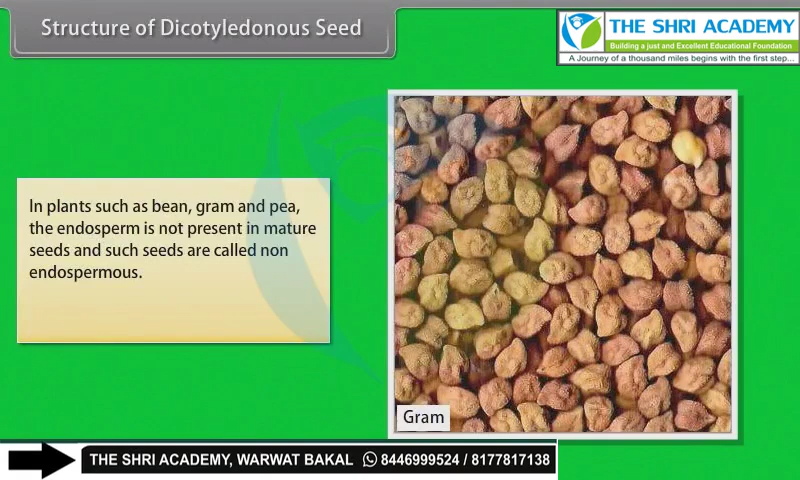 Structure of Dicotyledonous Seed
THE SHRI ACADEMY
Building a just and Excellent Educational Foundation
A Journey of a thousand miles begins with the first step...
In plants such as bean, gram and pea,
the endosperm is not present in mature
seeds and such seeds are called non
endospermous.
Gram
THE SHRI ACADEMY, WARWAT BAKAL 8446999524 / 8177817138